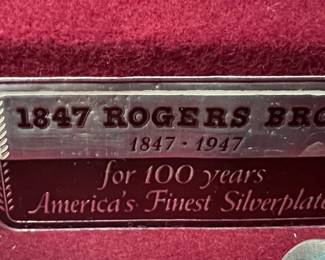 1847 ROGERS BRO
1847 - 1947
for 100 years
America's Finest Silverplate